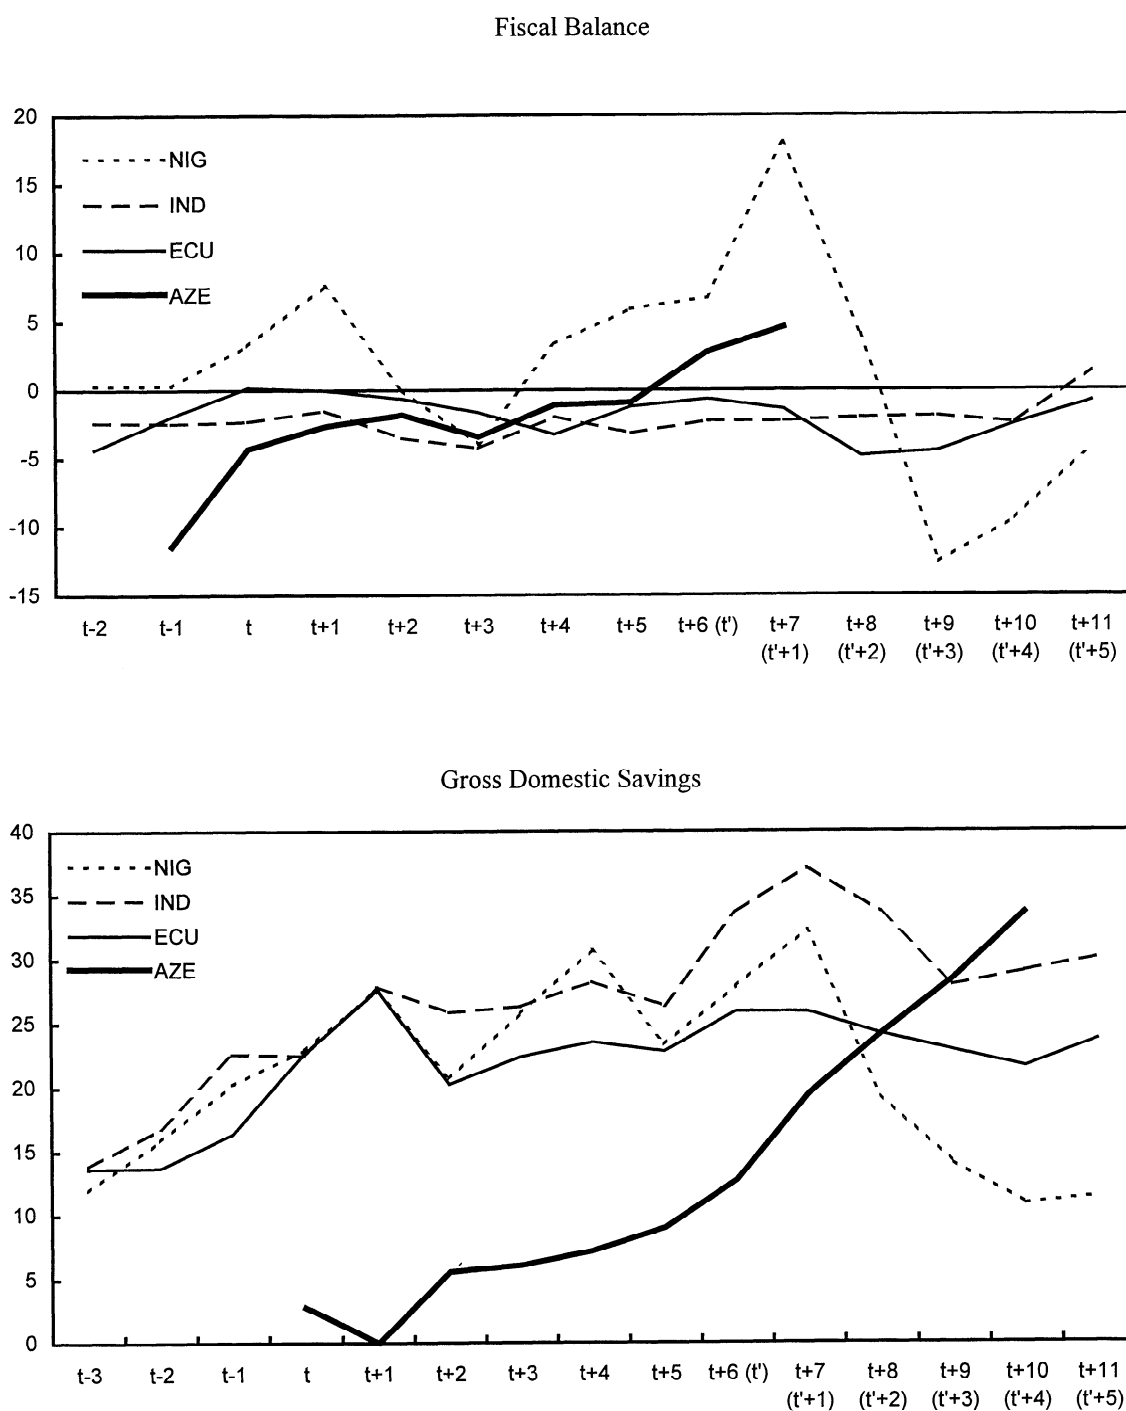 Fiscal Balance
20
NIG
15
IND
10
ECU
AZE
5
0
-5
-10
-15
t-2 t-1 t t+1 t+2 t+3 t+4 t+5 t+6 (t') t+7 t+8 t+9 t+10 t+11
(t'+1) (t'+2) (t'+3) (t'+4) (t'+5)
Gross Domestic Savings
40
NIG
35
IND
ECU
30
AZE
25
20
15
10
5
0
t-3 t-2 t-1 t t+1 t+2 t+3 t+4 t+5 t+6 (t') t+7 t+8 t+9 t+10 t+11
(t'+1) (t'+2) (t'+3) (t'+4) (t'+5)